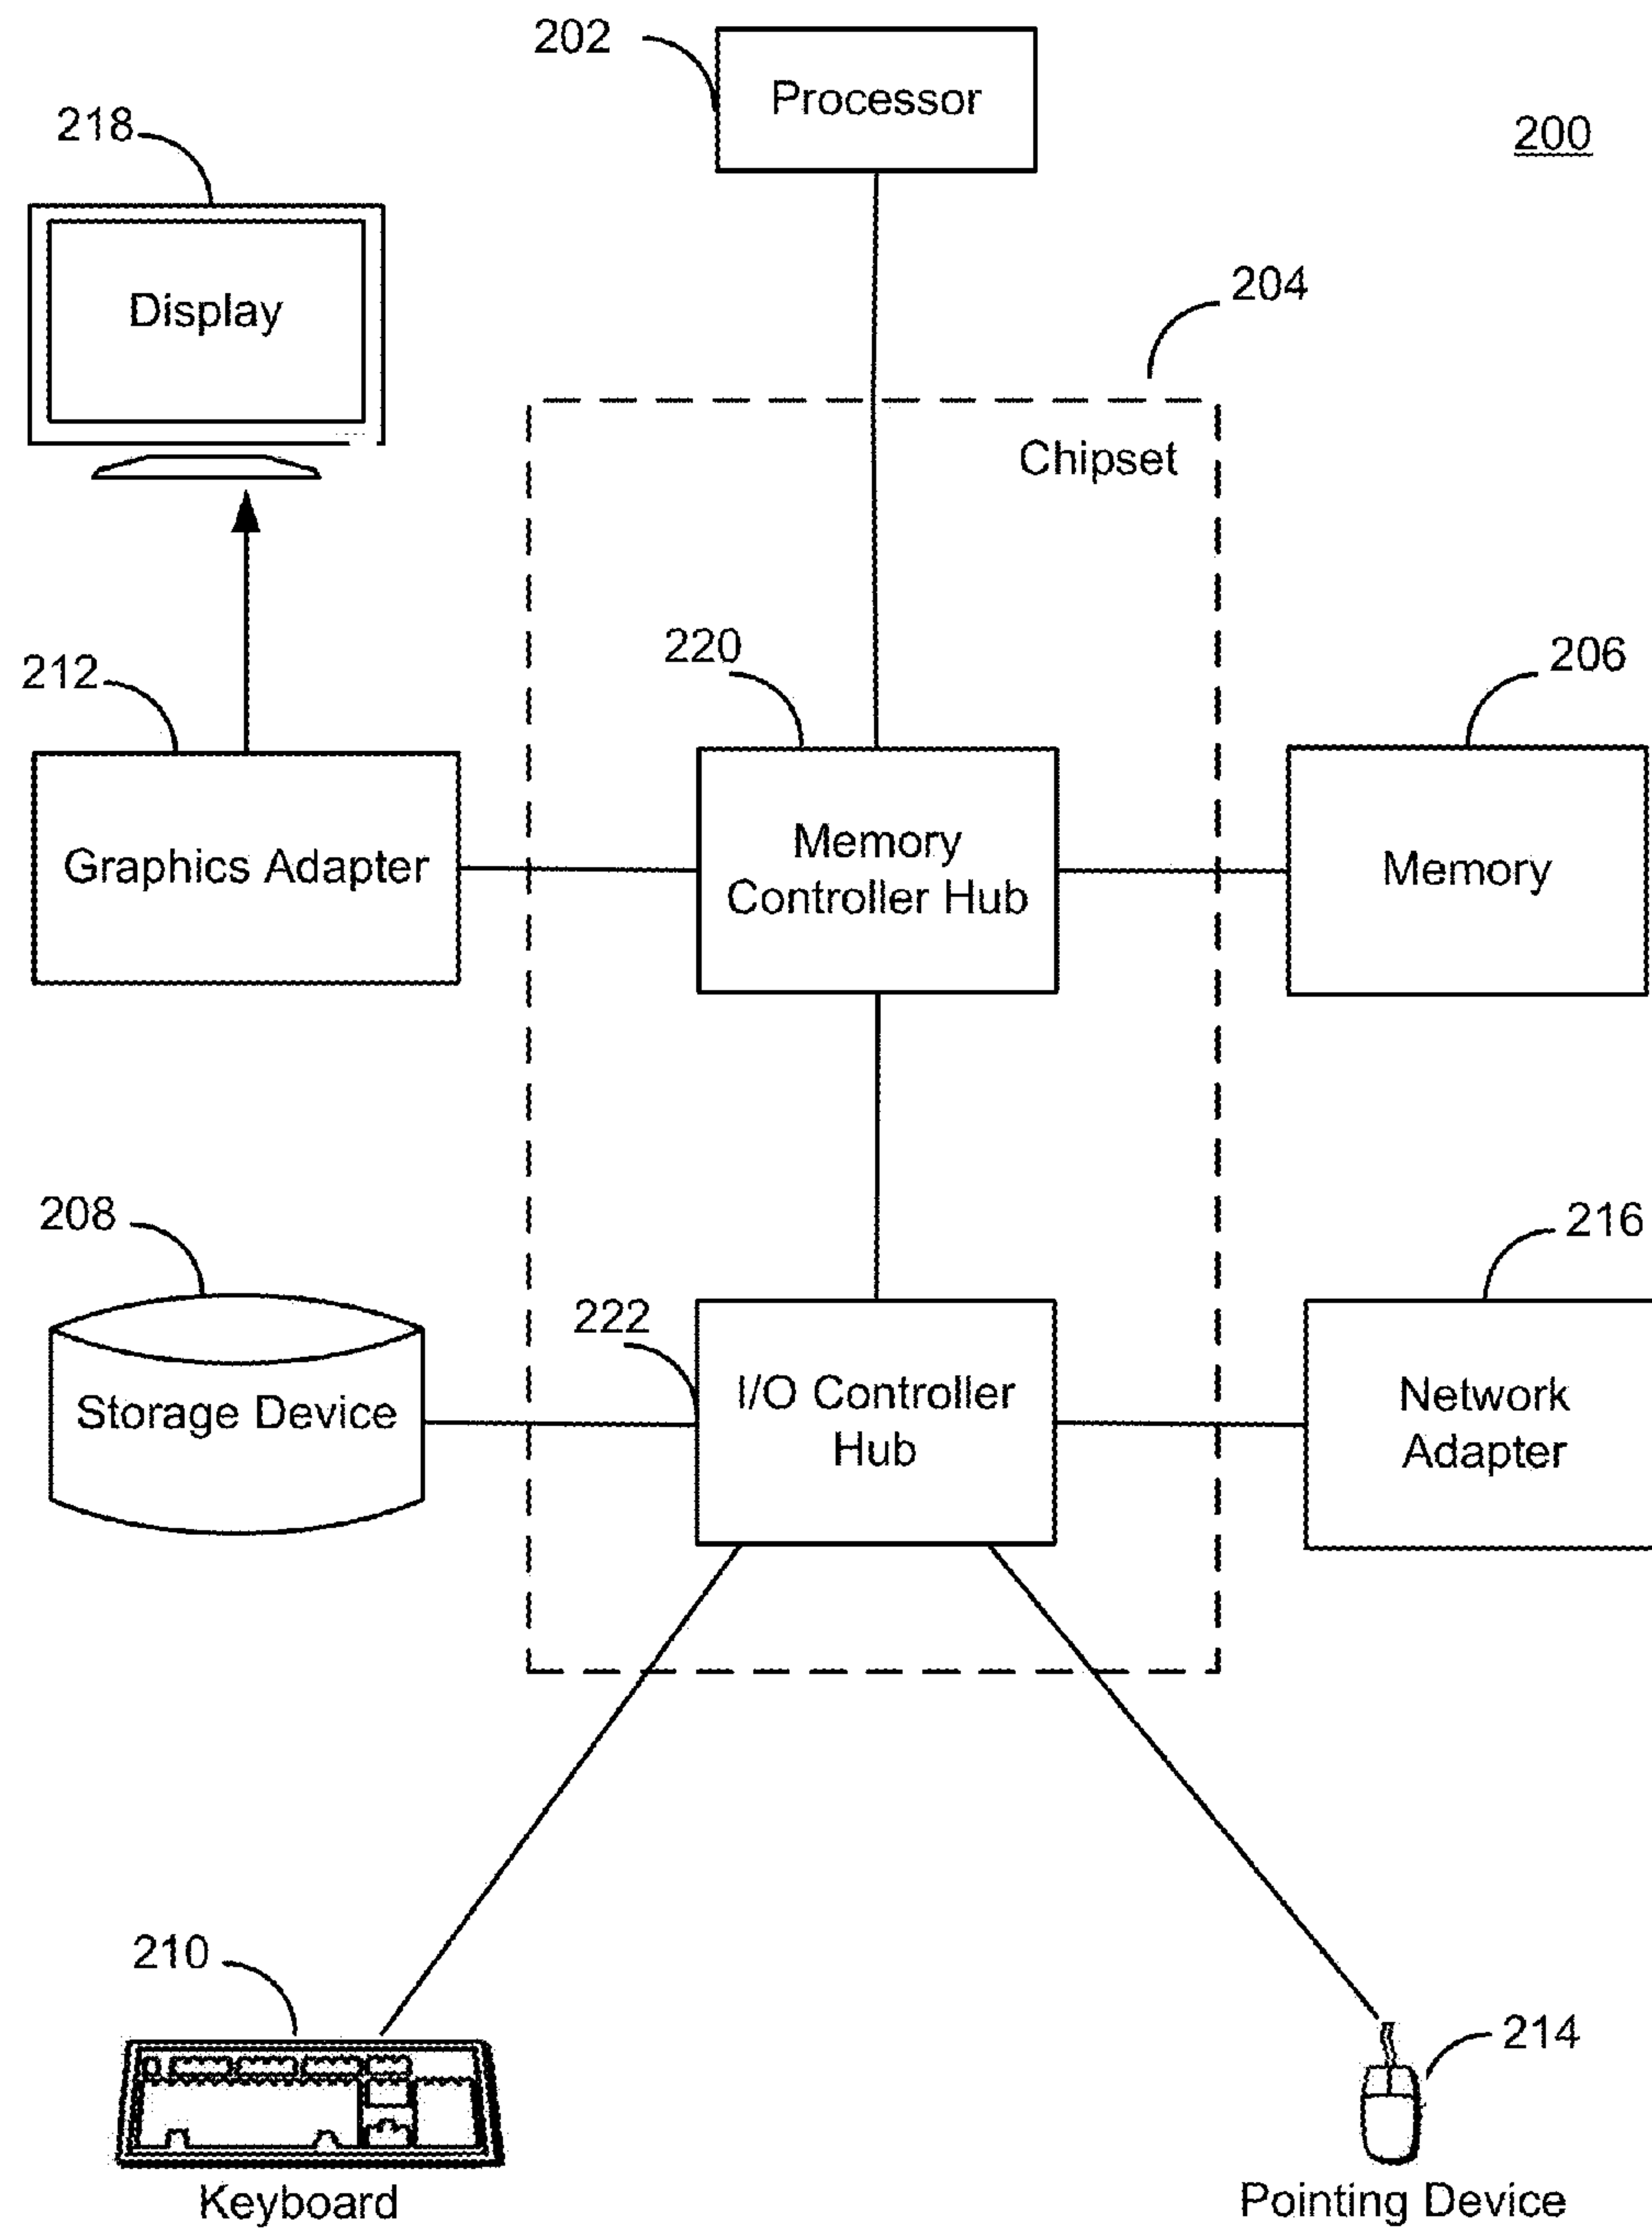 202
Processor
200
218
Display
204
Chipset
212
220
206
Graphics Adapter
Memory
Controller Hub
Memory
208
222
216
Storage Device
I/O Controller
Hub
Network
Adapter
210
214
Keyboard
Pointing Device